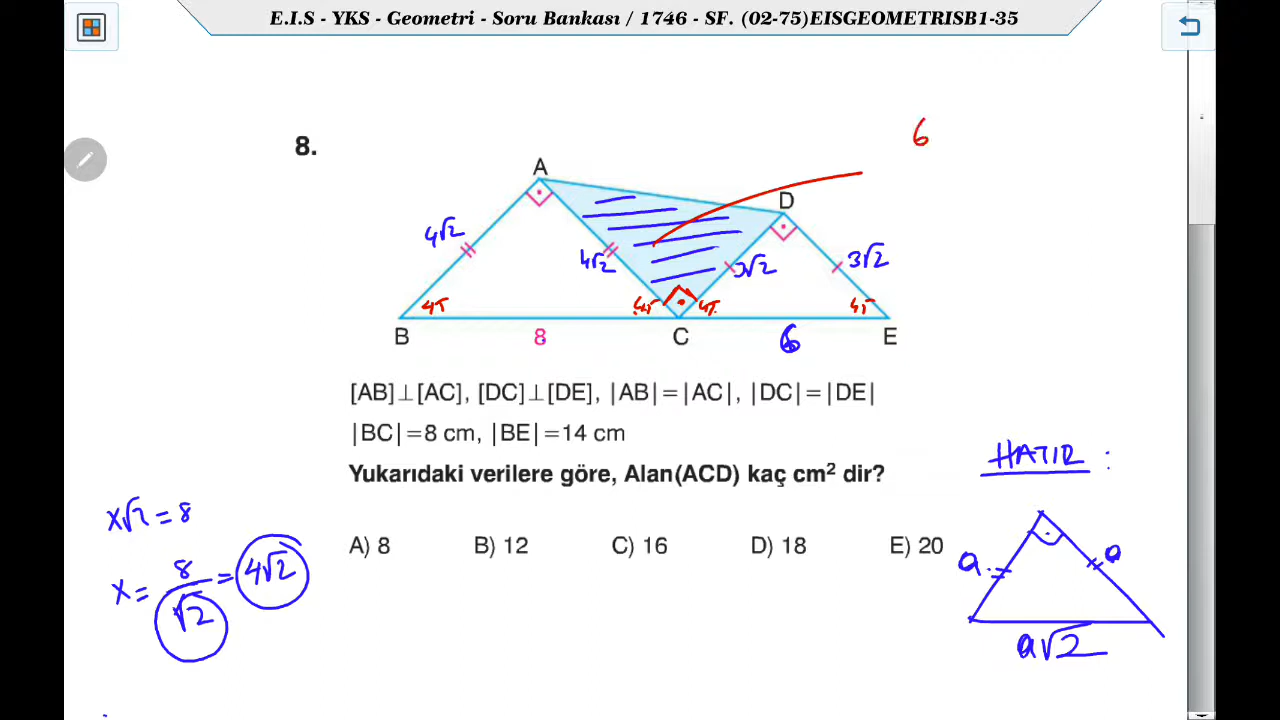 E.I.S - YKS - Geometri - Soru Bankası / 1746 - SF. (02-75)EISGEOMETRISB1-35
8.
6
A
D
4√2
4√2
3√2
3√2
45
45
45
45
B
8
C
6
E
[AB]⊥[AC], [DC]⊥[DE], |AB|=|AC|, |DC|=|DE|
|BC|=8 cm, |BE|=14 cm
Yukarıdaki verilere göre, Alan(ACD) kaç cm² dir?
A) 8 B) 12 C) 16 D) 18 E) 20
HATIR :
x√2 = 8
x = 8/√2 = 4√2
a a
a√2